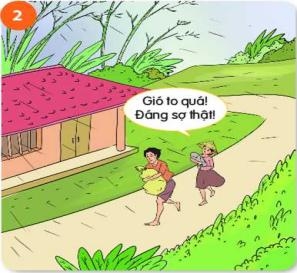 2
Gió to quá!
Đáng sợ thật!